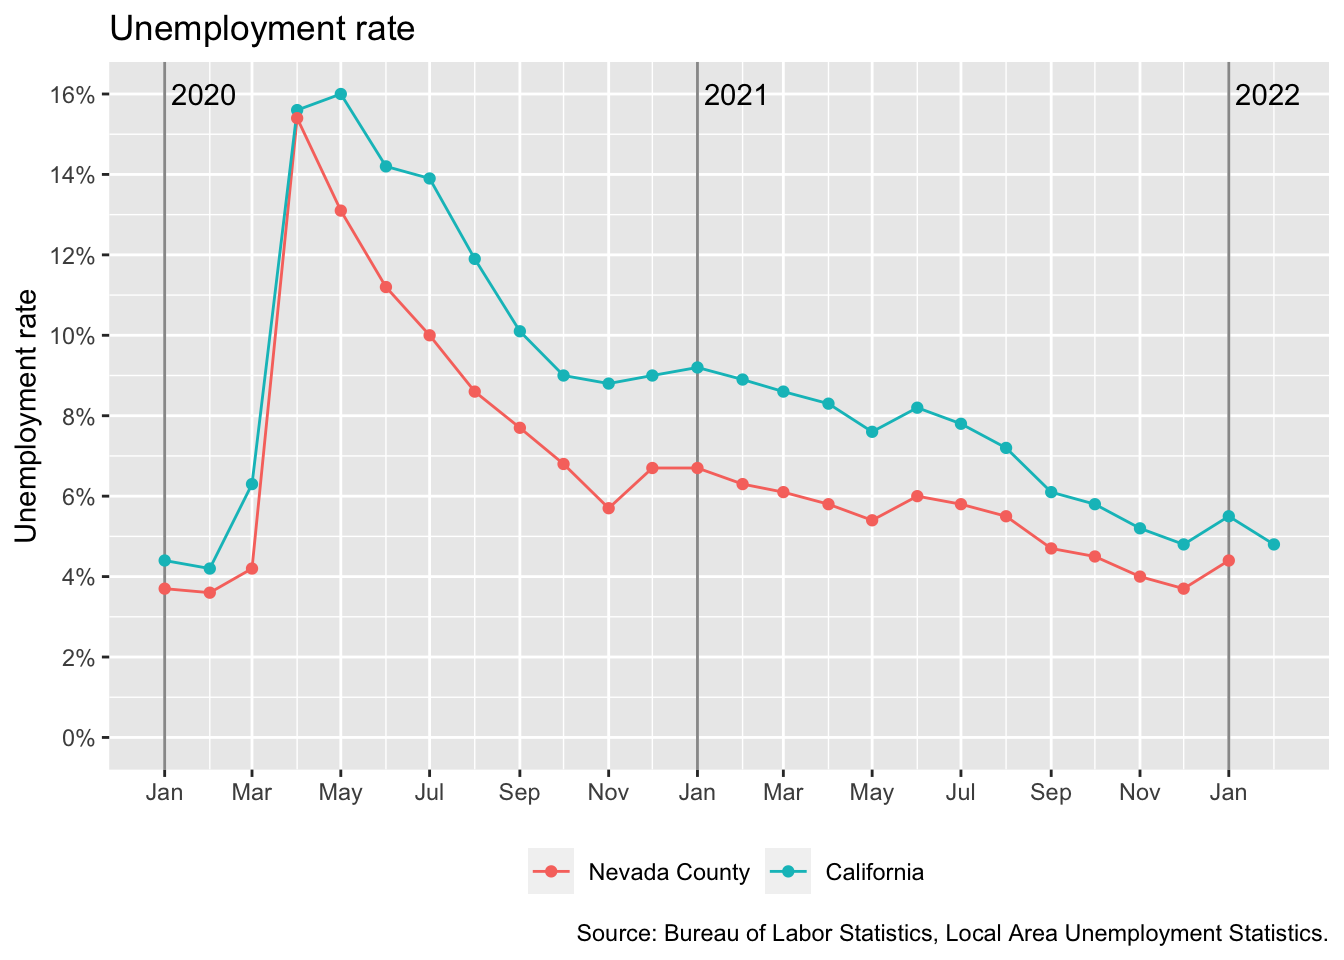 Unemployment rate
2020 2021 2022
16%
14%
12%
10%
8%
6%
4%
2%
0%
Unemployment rate
Jan Mar May Jul Sep Nov Jan Mar May Jul Sep Nov Jan
Nevada County California
Source: Bureau of Labor Statistics, Local Area Unemployment Statistics.